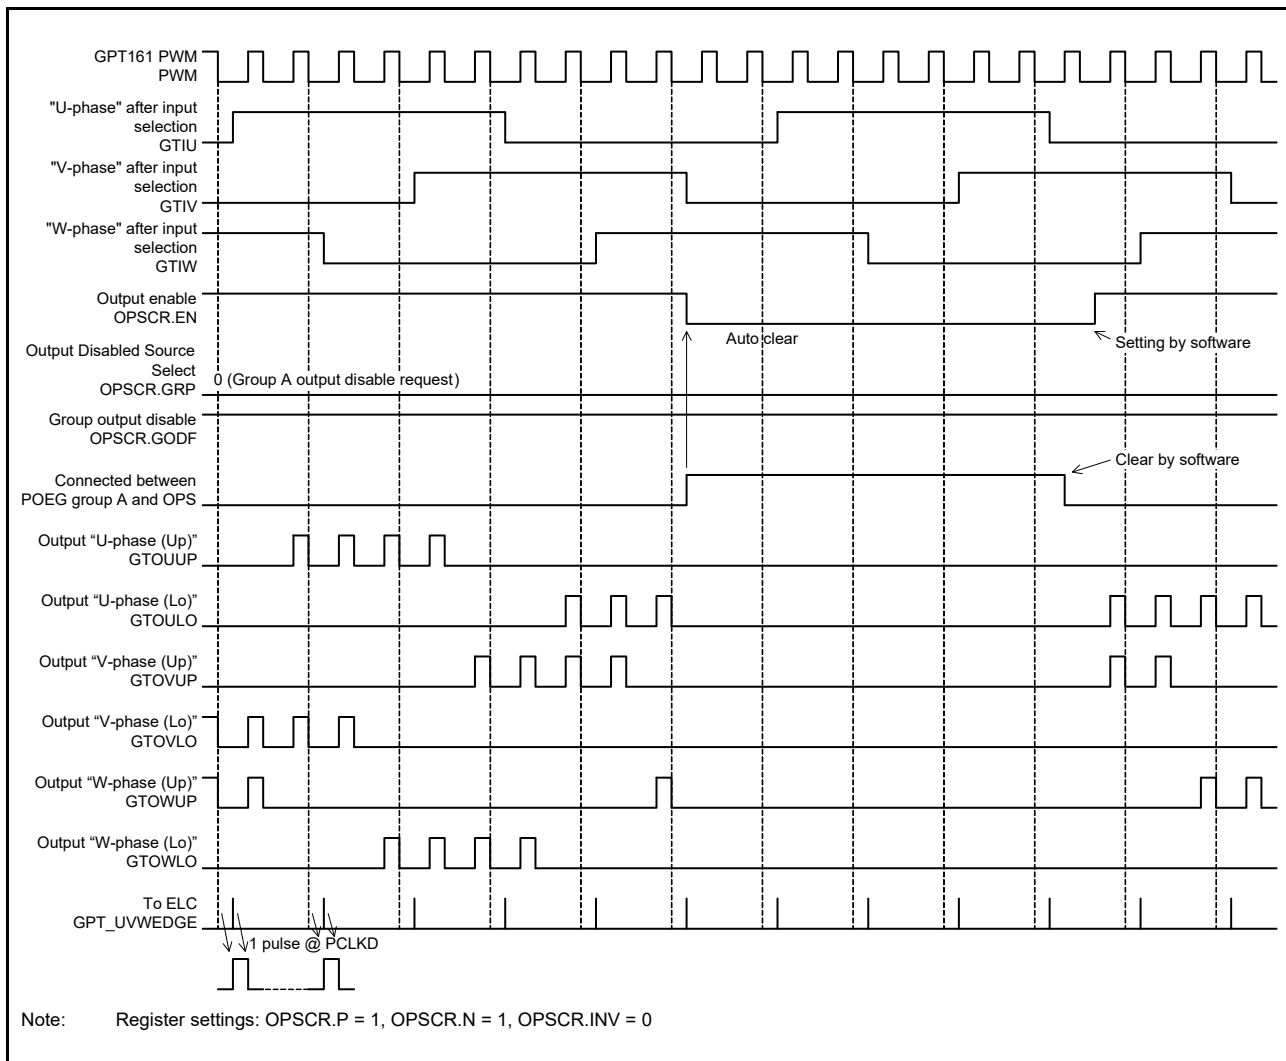 GPT161 PWM
PWM
"U-phase" after input
selection
GTIU
"V-phase" after input
selection
GTIV
"W-phase" after input
selection
GTIW
Output enable
OPSCR.EN
Auto clear
Setting by software
Output Disabled Source
Select
OPSCR.GRP
0 (Group A output disable request)
Group output disable
OPSCR.GODF
Clear by software
Connected between
POEG group A and OPS
Output “U-phase (Up)”
GTOUUP
Output “U-phase (Lo)”
GTOULO
Output “V-phase (Up)”
GTOVUP
Output “V-phase (Lo)”
GTOVLO
Output “W-phase (Up)”
GTOWUP
Output “W-phase (Lo)”
GTOWLO
To ELC
GPT_UVWEDGE
1 pulse @ PCLKD
Note: Register settings: OPSCR.P = 1, OPSCR.N = 1, OPSCR.INV = 0